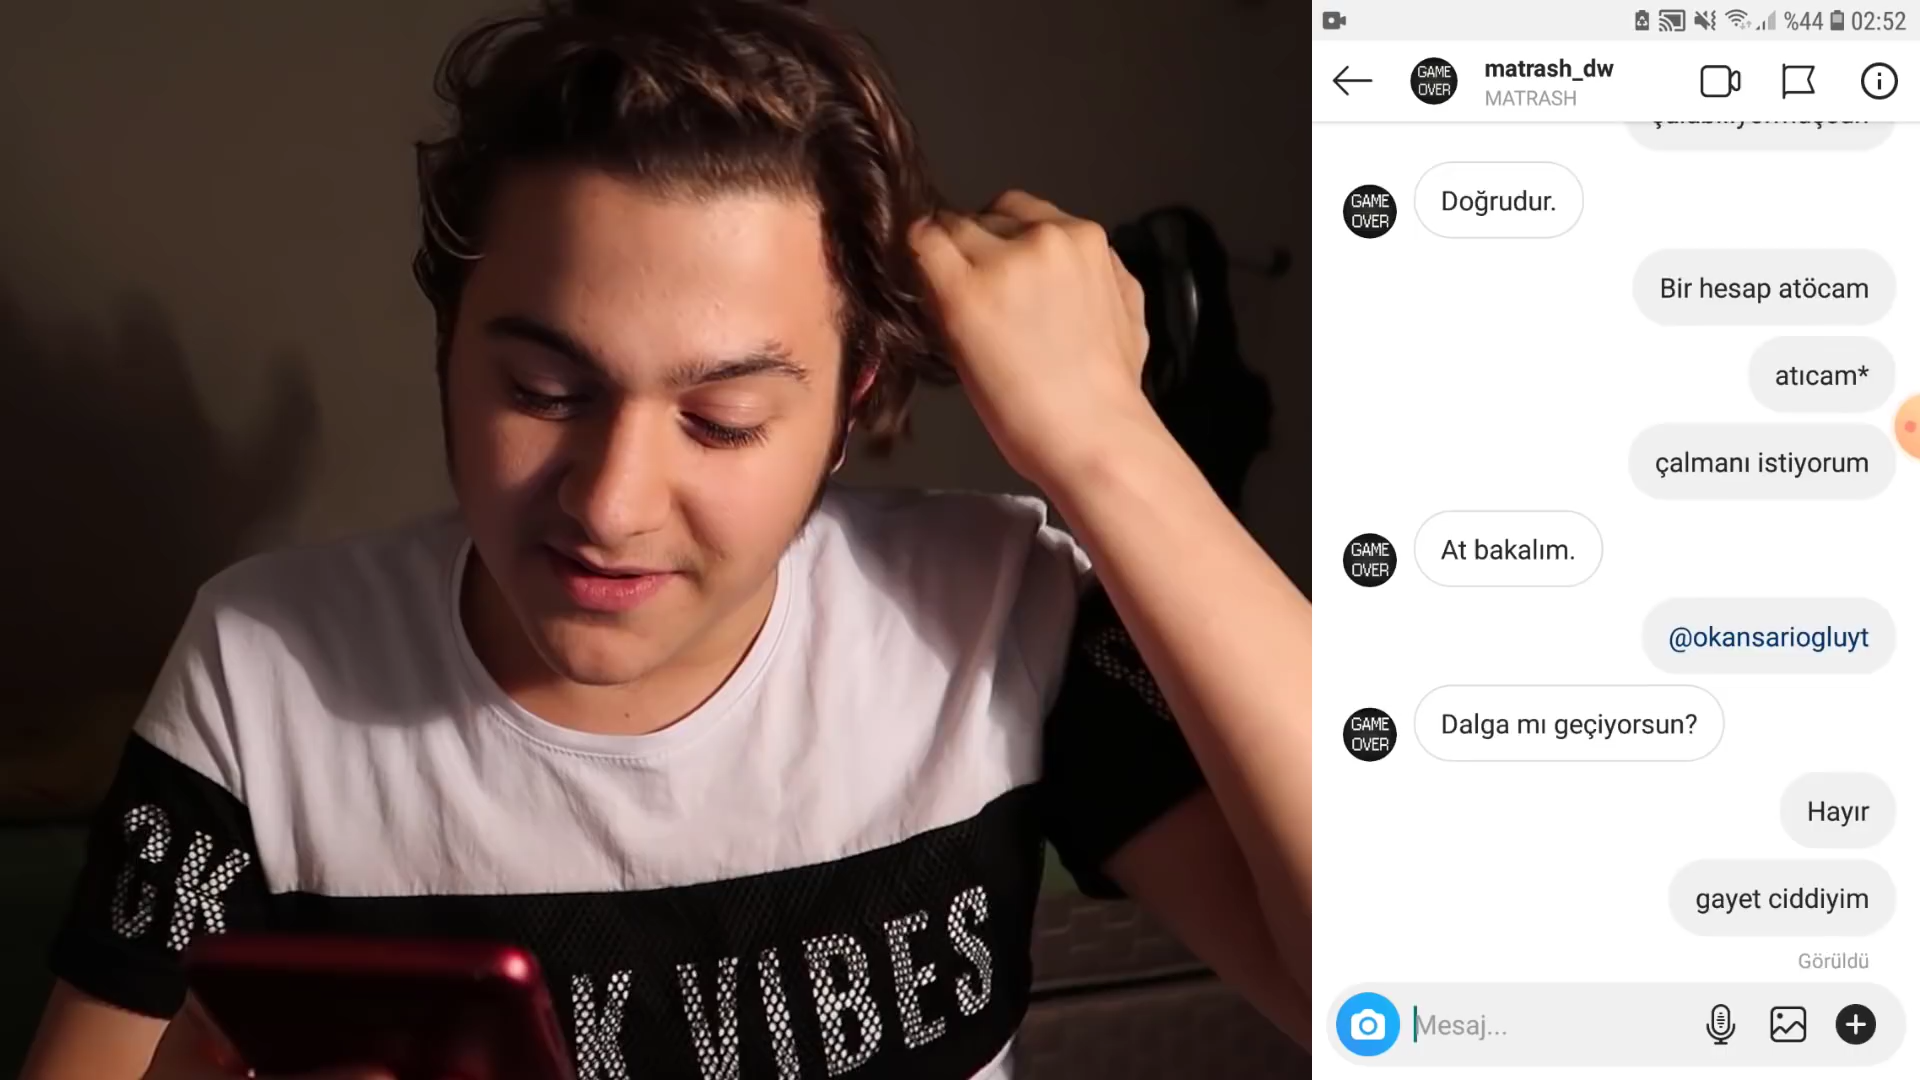 %44 02:52
GAME
OVER
matrash_dw
MATRASH
GAME
OVER
Doğrudur.
Bir hesap atöcam
atıcam*
çalmanı istiyorum
GAME
OVER
At bakalım.
@okansariogluyt
GAME
OVER
Dalga mı geçiyorsun?
Hayır
gayet ciddiyim
Görüldü
Mesaj...
CK
K VIBES